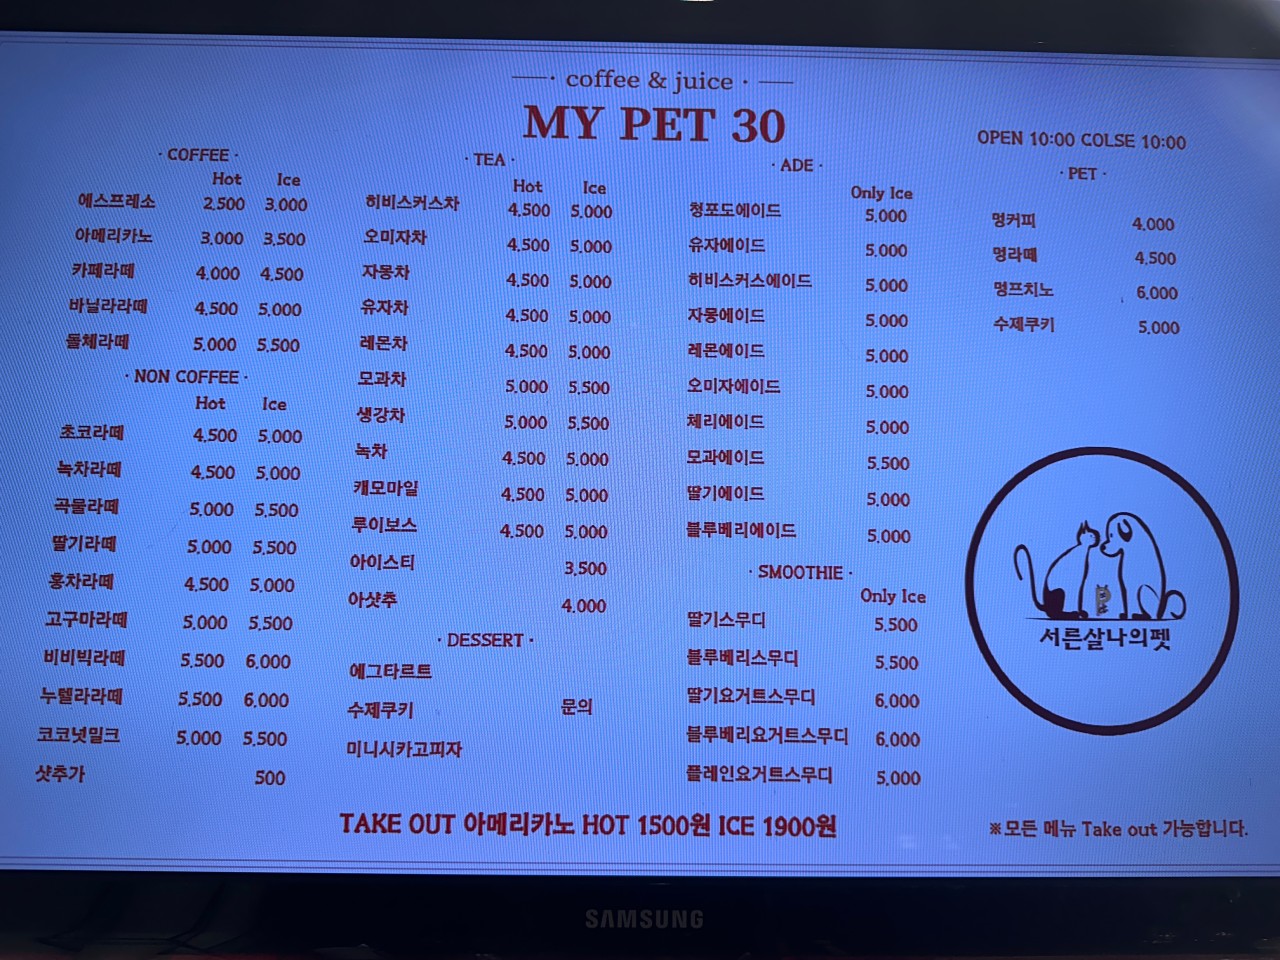 coffee & juice
MY PET 30
OPEN 10:00 COLSE 10:00
· COFFEE ·
Hot Ice
에스프레소 2,500 3,000
아메리카노 3,000 3,500
카페라떼 4,000 4,500
바닐라라떼 4,500 5,000
돌체라떼 5,000 5,500
· NON COFFEE ·
Hot Ice
초코라떼 4,500 5,000
녹차라떼 4,500 5,000
곡물라떼 5,000 5,500
딸기라떼 5,000 5,500
홍차라떼 4,500 5,000
고구마라떼 5,000 5,500
비비빅라떼 5,500 6,000
누텔라라떼 5,500 6,000
코코넛밀크 5,000 5,500
샷추가 500
· TEA ·
Hot Ice
히비스커스차 4,500 5,000
오미자차 4,500 5,000
자몽차 4,500 5,000
유자차 4,500 5,000
레몬차 4,500 5,000
모과차 5,000 5,500
생강차 5,000 5,500
녹차 4,500 5,000
캐모마일 4,500 5,000
루이보스 4,500 5,000
아이스티 3,500
아샷추 4,000
· DESSERT ·
에그타르트
수제쿠키 문의
미니시카고피자
· ADE ·
Only Ice
청포도에이드 5,000
유자에이드 5,000
히비스커스에이드 5,000
자몽에이드 5,000
레몬에이드 5,000
오미자에이드 5,000
체리에이드 5,000
모과에이드 5,500
딸기에이드 5,000
블루베리에이드 5,000
· SMOOTHIE ·
Only Ice
딸기스무디 5,500
블루베리스무디 5,500
딸기요거트스무디 6,000
블루베리요거트스무디 6,000
플레인요거트스무디 5,000
· PET ·
멍커피 4,000
멍라떼 4,500
멍프치노 6,000
수제쿠키 5,000
서른살나의펫
TAKE OUT 아메리카노 HOT 1500원 ICE 1900원
※모든 메뉴 Take out 가능합니다.
SAMSUNG